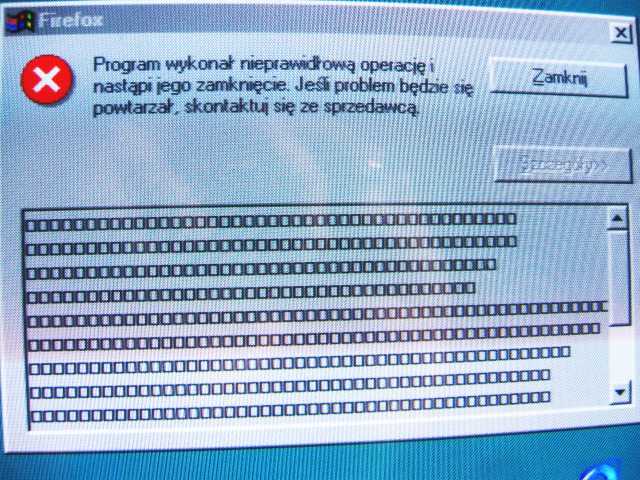 Firefox
Program wykonał nieprawidłową operację i
nastąpi jego zamknięcie. Jeśli problem będzie się
powtarzał, skontaktuj się ze sprzedawcą.
Zamknij
Szczegóły>>